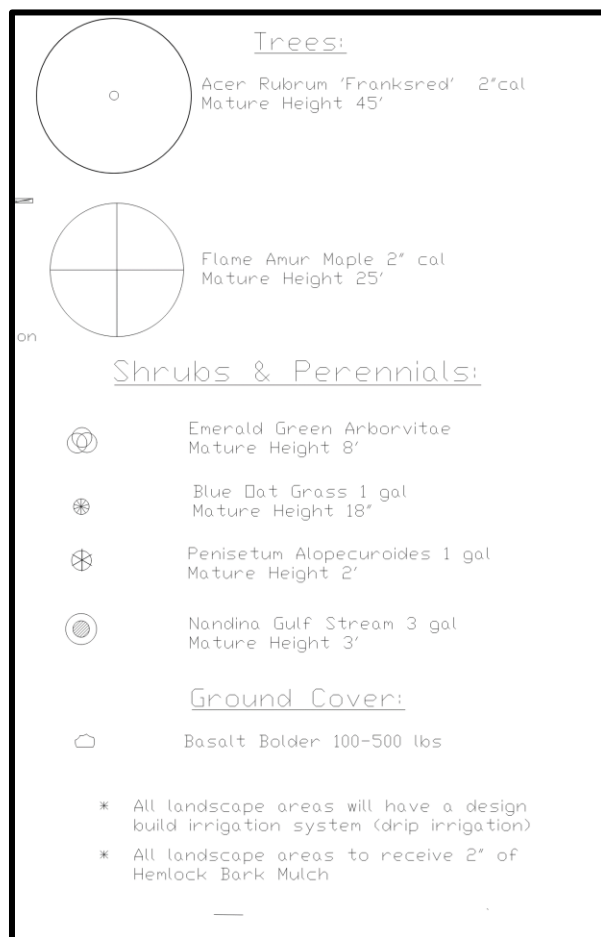 Trees:
Acer Rubrum 'Franksred' 2"cal
Mature Height 45'
Flame Amur Maple 2" cal
Mature Height 25'
on
Shrubs & Perennials:
Emerald Green Arborvitae
Mature Height 8'
Blue Oat Grass 1 gal
Mature Height 18"
Penisetum Alopecuroides 1 gal
Mature Height 2'
Nandina Gulf Stream 3 gal
Mature Height 3'
Ground Cover:
Basalt Bolder 100-500 lbs
* All landscape areas will have a design
build irrigation system (drip irrigation)
* All landscape areas to receive 2" of
Hemlock Bark Mulch